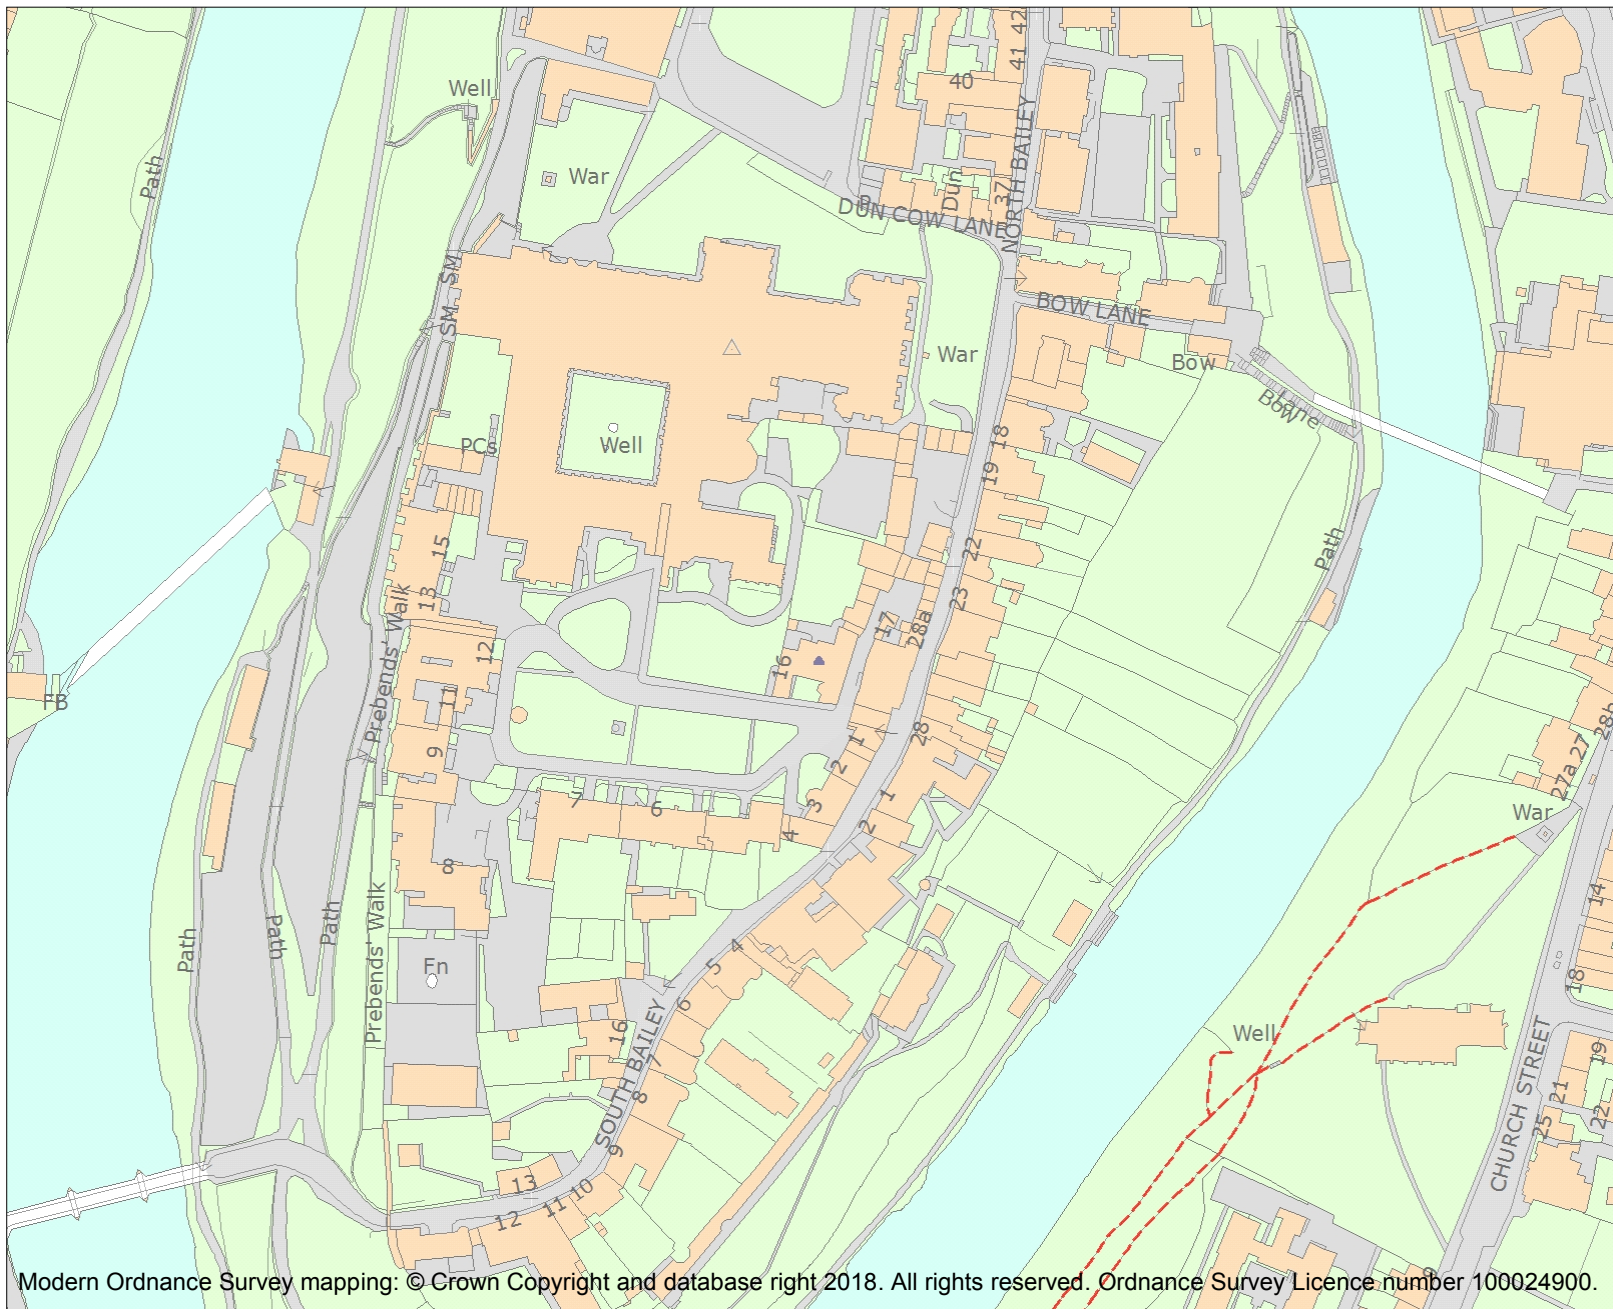 42
41
40
Well
NORTH BAILEY
Path
War
Dun
37
DUN COW LANE
SM
SM
BOW LANE
War
Bow
Bow
Lane
PCs
Well
18
19
15
22
Path
13
23
Prebends' Walk
17
28a
12
16
FB
11
28
28b
1
9
27
2
27a
7
6
3
1
War
4
2
8
14
Path
Path
Path
Prebends' Walk
4
5
Fn
18
6
16
Well
SOUTH BAILEY
7
19
CHURCH STREET
8
21
22
25
9
13
10
11
12
9
Modern Ordnance Survey mapping: © Crown Copyright and database right 2018. All rights reserved. Ordnance Survey Licence number 100024900.